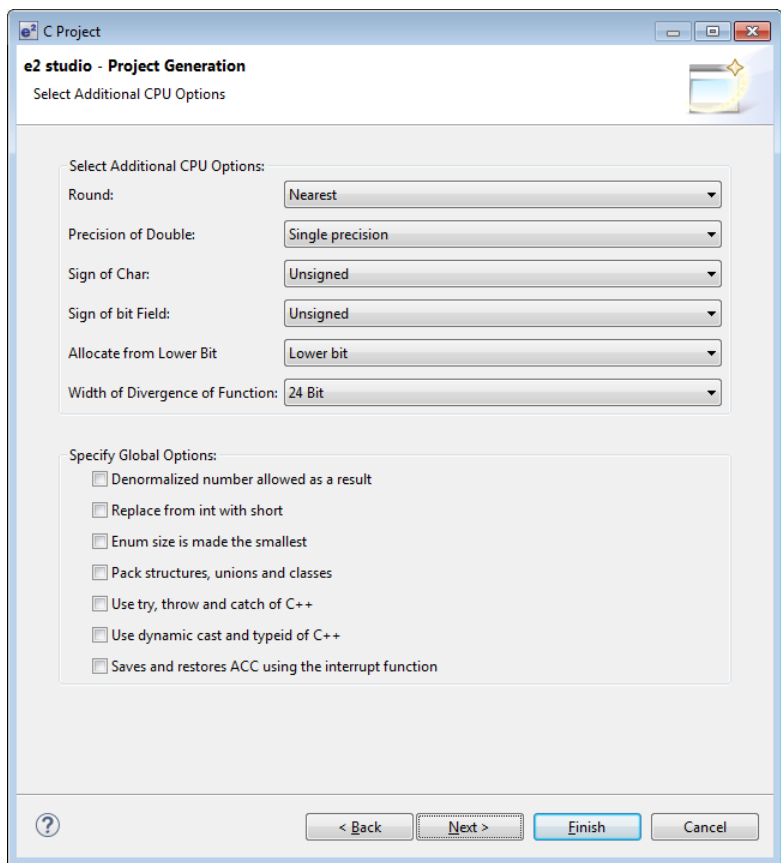 e² C Project
e2 studio - Project Generation
Select Additional CPU Options
Select Additional CPU Options:
Round: Nearest
Precision of Double: Single precision
Sign of Char: Unsigned
Sign of bit Field: Unsigned
Allocate from Lower Bit Lower bit
Width of Divergence of Function: 24 Bit
Specify Global Options:
Denormalized number allowed as a result
Replace from int with short
Enum size is made the smallest
Pack structures, unions and classes
Use try, throw and catch of C++
Use dynamic cast and typeid of C++
Saves and restores ACC using the interrupt function
? < Back Next > Finish Cancel